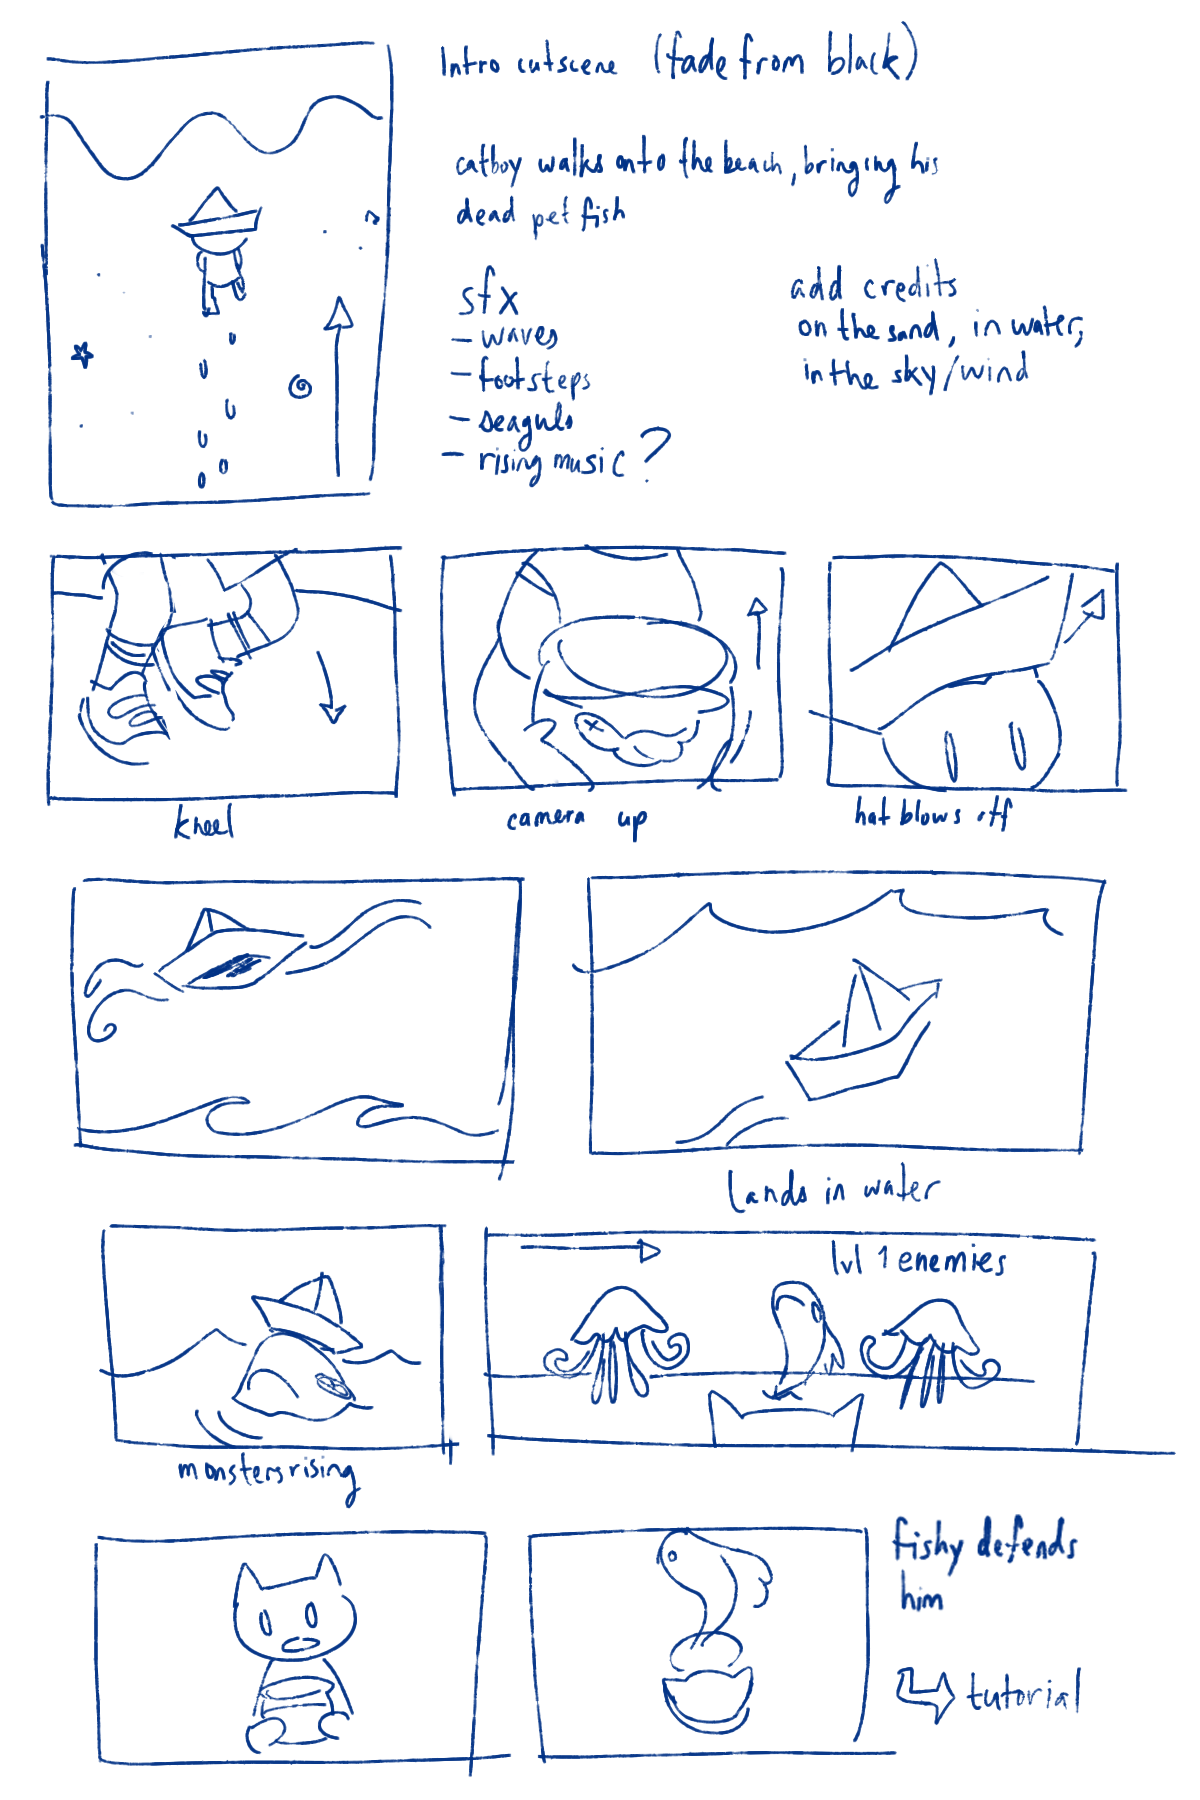 Intro cutscene (fade from black)
catboy walks onto the beach, bringing his
dead pet fish
sfx
- waves
- footsteps
- seaguls
- rising music?
add credits
on the sand, in water,
in the sky/wind
kneel
camera up
hat blows off
lands in water
monsters rising
lvl 1 enemies
fishy defends
him
tutorial